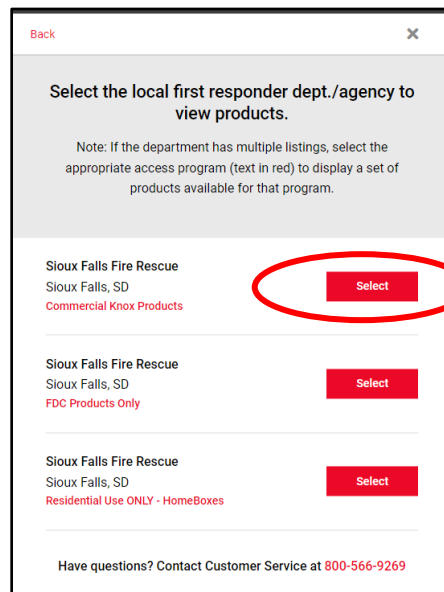 Back
Select the local first responder dept./agency to
view products.
Note: If the department has multiple listings, select the
appropriate access program (text in red) to display a set of
products available for that program.
Sioux Falls Fire Rescue
Sioux Falls, SD
Commercial Knox Products
Select
Sioux Falls Fire Rescue
Sioux Falls, SD
FDC Products Only
Select
Sioux Falls Fire Rescue
Sioux Falls, SD
Residential Use ONLY - HomeBoxes
Select
Have questions? Contact Customer Service at 800-566-9269